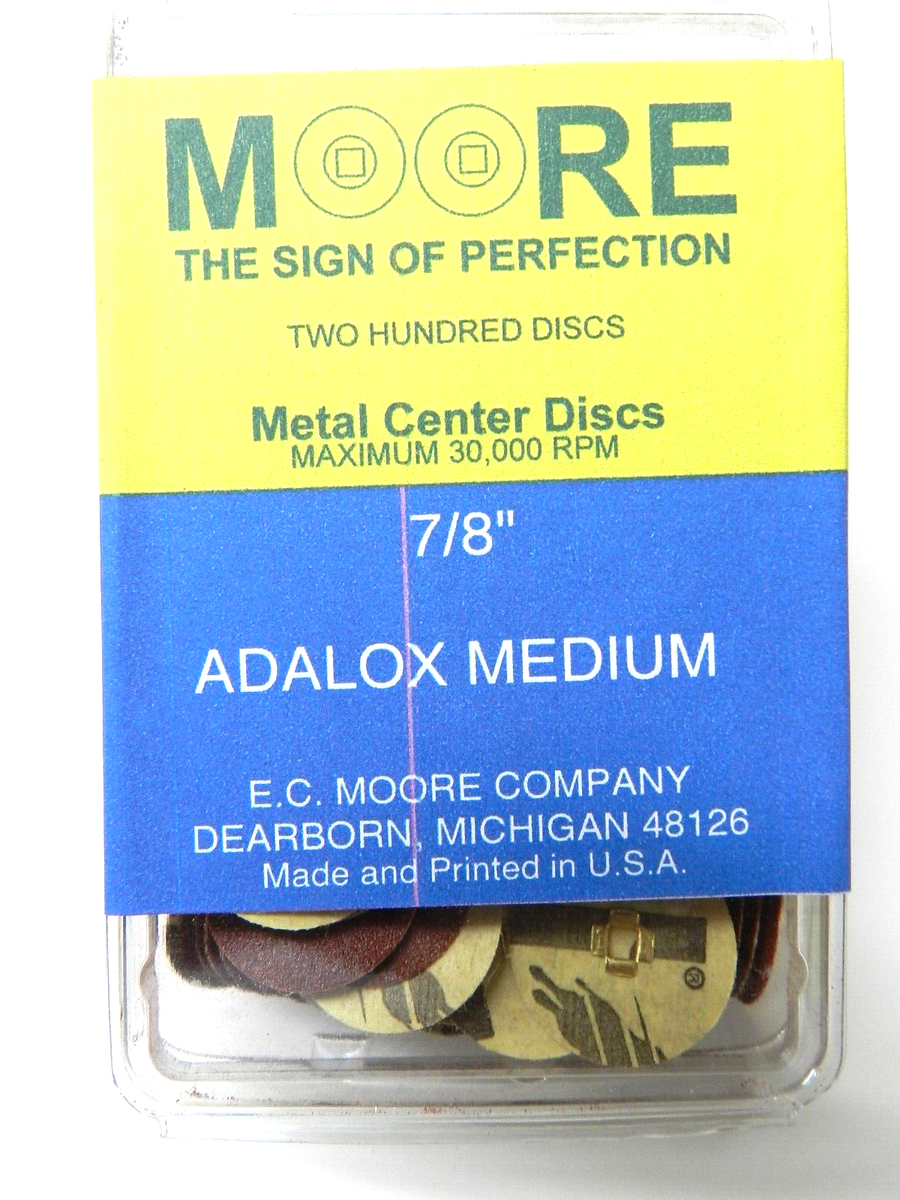 MOORE
THE SIGN OF PERFECTION
TWO HUNDRED DISCS
Metal Center Discs
MAXIMUM 30,000 RPM
7/8"
ADALOX MEDIUM
E.C. MOORE COMPANY
DEARBORN, MICHIGAN 48126
Made and Printed in U.S.A.
®